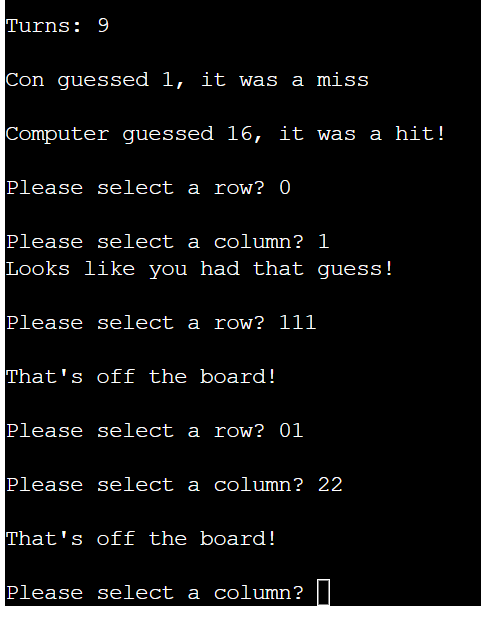 Turns: 9
Con guessed 1, it was a miss
Computer guessed 16, it was a hit!
Please select a row? 0
Please select a column? 1
Looks like you had that guess!
Please select a row? 111
That's off the board!
Please select a row? 01
Please select a column? 22
That's off the board!
Please select a column?